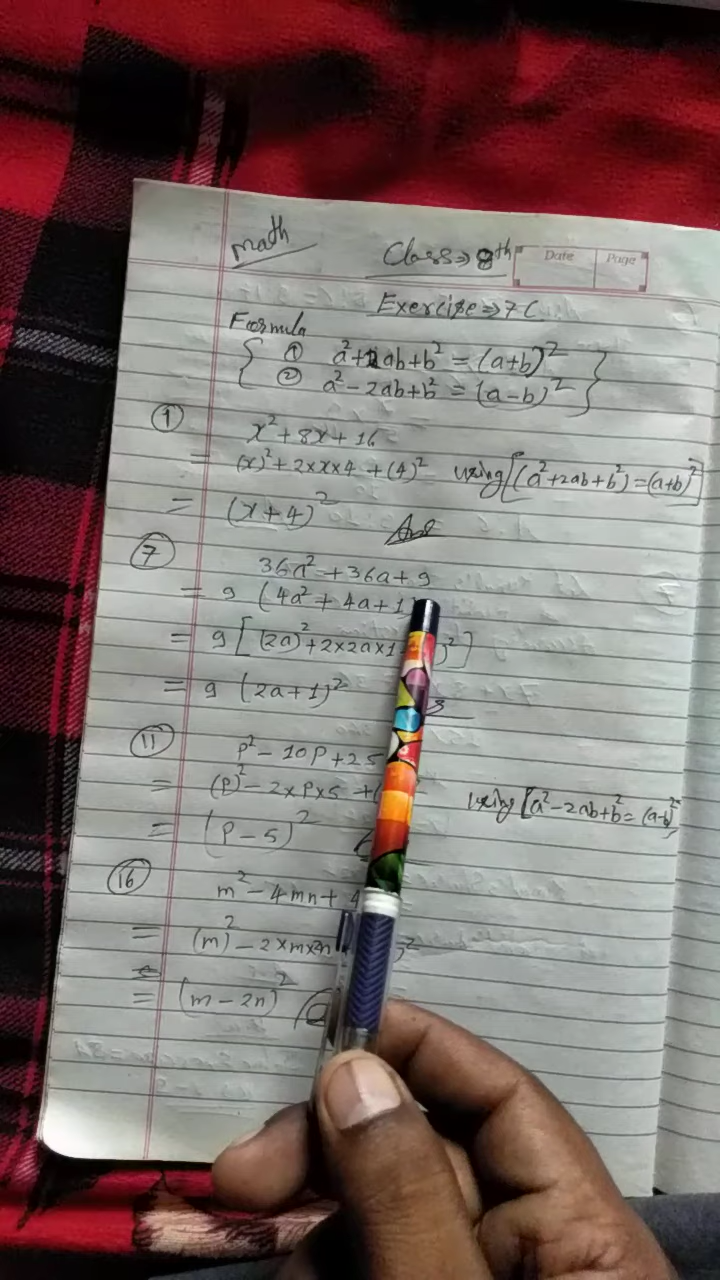 math
Class⇒ 8th
Date Page
Exercise⇒7C
Formula
① a²+2ab+b² = (a+b)²
② a²-2ab+b² = (a-b)²
① x²+8x+16
= (x)²+2×x×4+(4)² using [(a²+2ab+b²)=(a+b)²]
= (x+4)² Ans
⑦ 36a²+36a+9
= 9 (4a²+4a+1
= 9 [(2a)²+2×2a×1 )²]
= 9 (2a+1)²
⑪ p²-10p+25
= (p)²-2×p×5+(
using [a²-2ab+b²=(a-b)²
= (p-5)²
⑯ m²-4mn+4
= (m)²-2×m×2n )²
= (m-2n)²